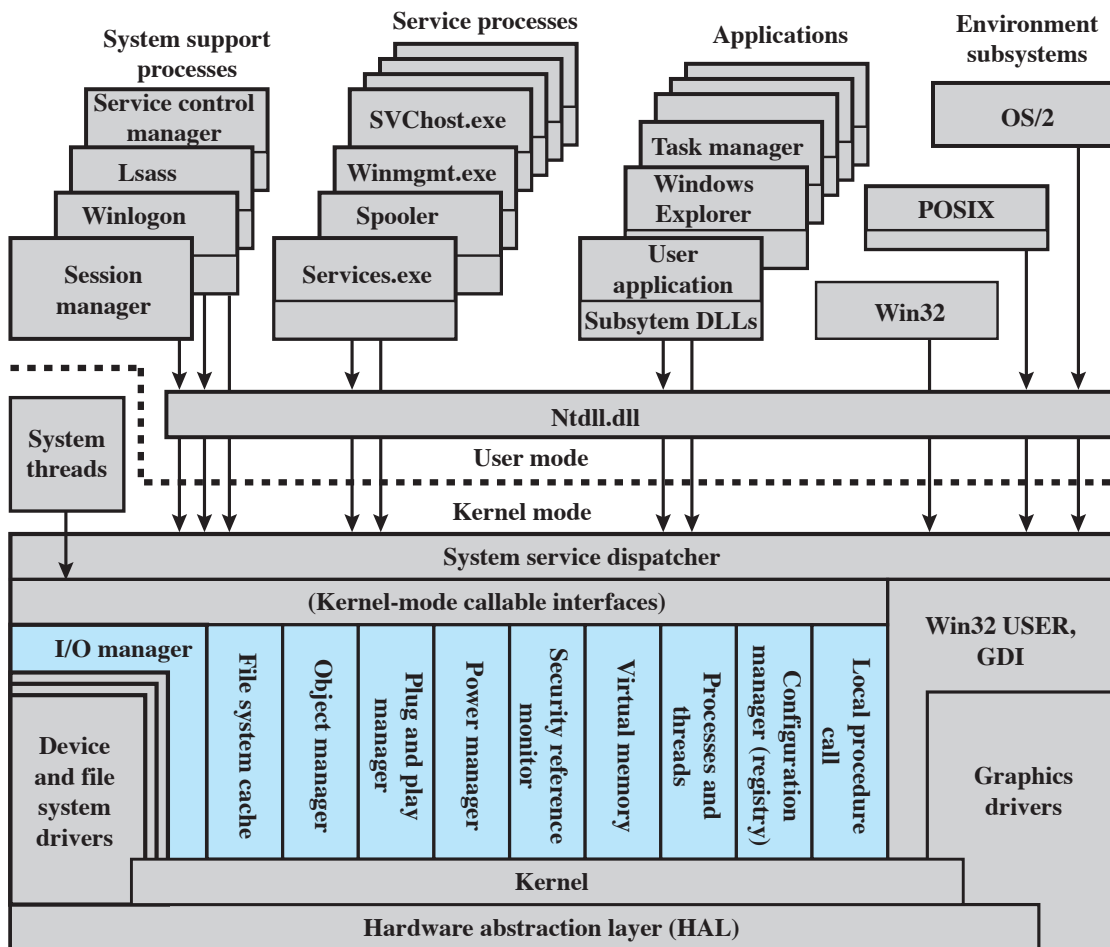 System support
processes
Service processes
Applications
Environment
subsystems
Service control
manager
Lsass
Winlogon
Session
manager
SVChost.exe
Winmgmt.exe
Spooler
Services.exe
Task manager
Windows
Explorer
User
application
Subsytem DLLs
OS/2
POSIX
Win32
Ntdll.dll
System
threads
User mode
Kernel mode
System service dispatcher
(Kernel-mode callable interfaces)
Win32 USER,
GDI
I/O manager
Device
and file
system
drivers
File system cache
Object manager
Plug and play
manager
Power manager
Security reference
monitor
Virtual memory
Processes and
threads
Configuration
manager (registry)
Local procedure
call
Graphics
drivers
Kernel
Hardware abstraction layer (HAL)